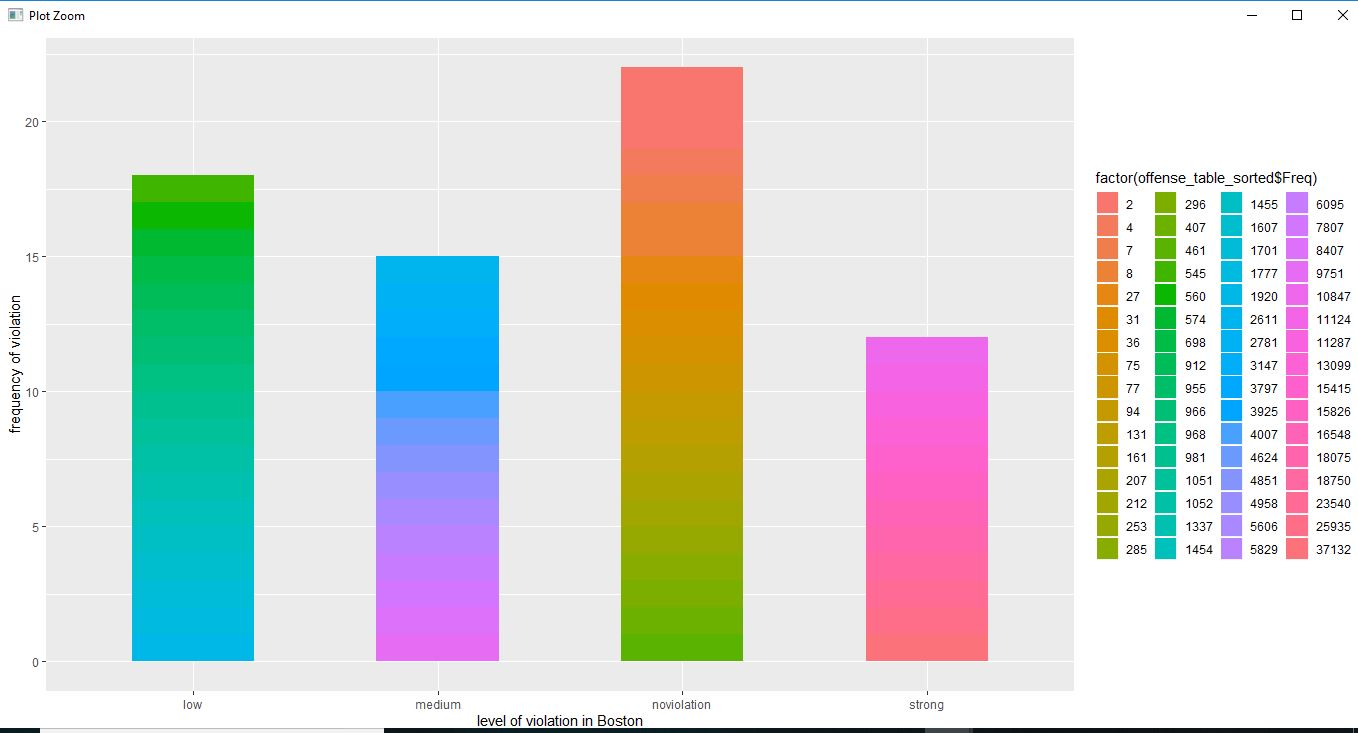 Plot Zoom
frequency of violation
20
15
10
5
0
low medium noviolation strong
level of violation in Boston
factor(offense_table_sorted$Freq)
2 296 1455 6095
4 407 1607 7807
7 461 1701 8407
8 545 1777 9751
27 560 1920 10847
31 574 2611 11124
36 698 2781 11287
75 912 3147 13099
77 955 3797 15415
94 966 3925 15826
131 968 4007 16548
161 981 4624 18075
207 1051 4851 18750
212 1052 4958 23540
253 1337 5606 25935
285 1454 5829 37132